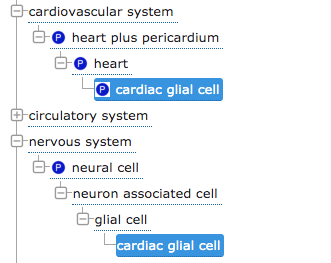 cardiovascular system
P heart plus pericardium
P heart
P cardiac glial cell
circulatory system
nervous system
P neural cell
neuron associated cell
glial cell
cardiac glial cell